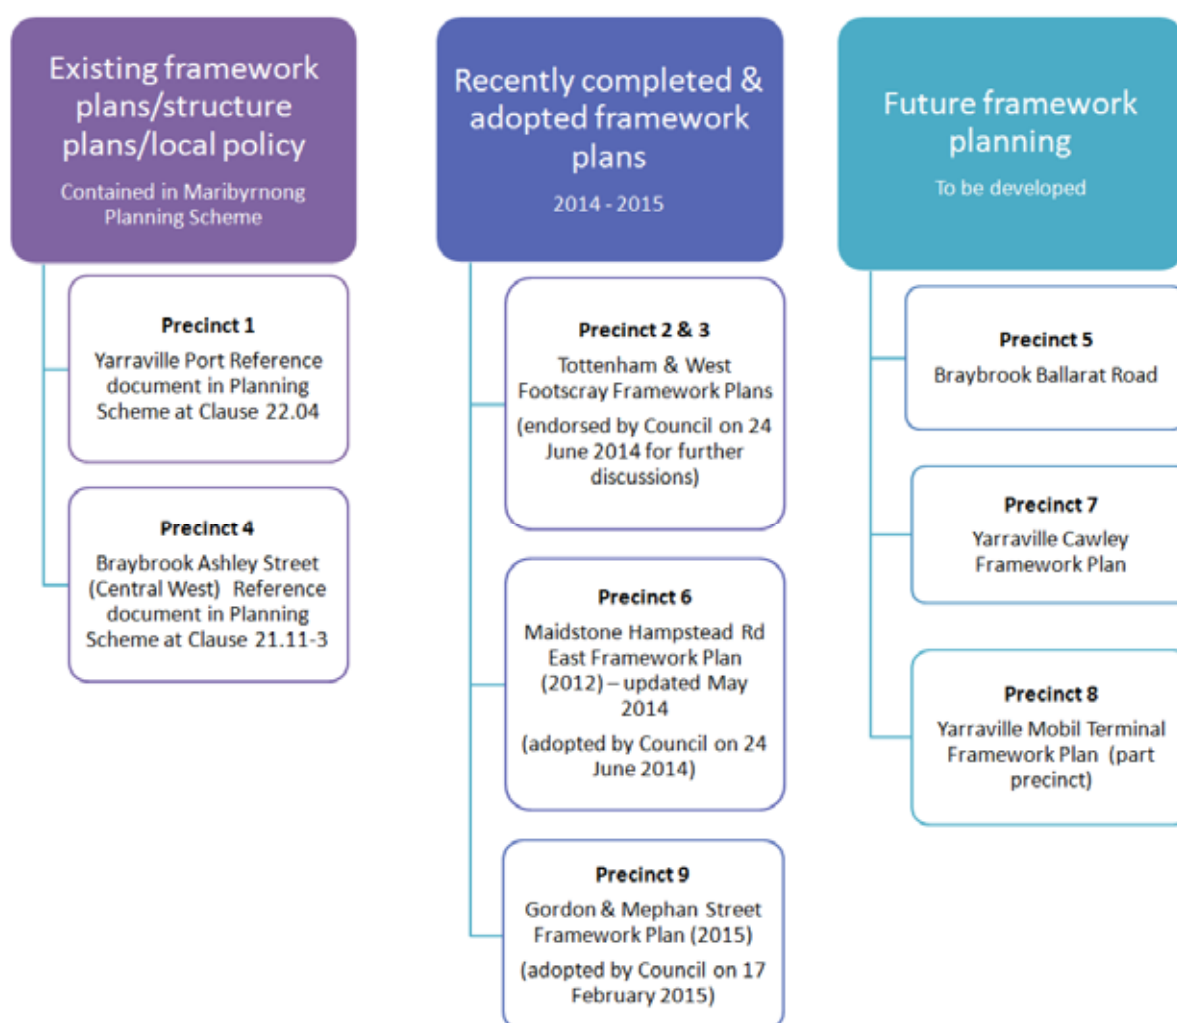 Existing framework
plans/structure
plans/local policy
Contained in Maribyrnong
Planning Scheme
Precinct 1
Yarraville Port Reference
document in Planning
Scheme at Clause 22.04
Precinct 4
Braybrook Ashley Street
(Central West) Reference
document in Planning
Scheme at Clause 21.11-3
Recently completed &
adopted framework
plans
2014 - 2015
Precinct 2 & 3
Tottenham & West
Footscray Framework Plans
(endorsed by Council on 24
June 2014 for further
discussions)
Precinct 6
Maidstone Hampstead Rd
East Framework Plan
(2012) – updated May
2014
(adopted by Council on 24
June 2014)
Precinct 9
Gordon & Mephan Street
Framework Plan (2015)
(adopted by Council on 17
February 2015)
Future framework
planning
To be developed
Precinct 5
Braybrook Ballarat Road
Precinct 7
Yarraville Cawley
Framework Plan
Precinct 8
Yarraville Mobil Terminal
Framework Plan (part
precinct)